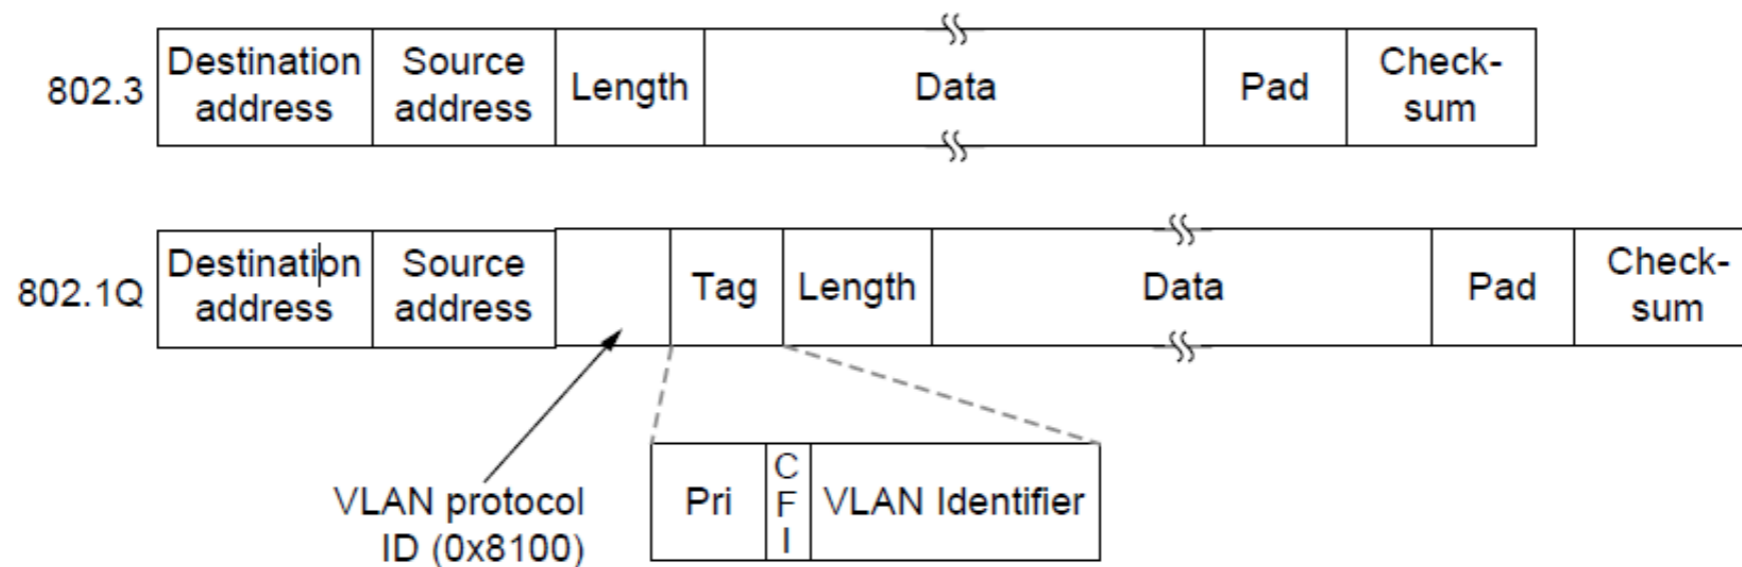 802.3
Destination
address
Source
address
Length
Data
Pad
Check-
sum
802.1Q
Destination
address
Source
address
Tag
Length
Data
Pad
Check-
sum
VLAN protocol
ID (0x8100)
Pri
C
F
I
VLAN Identifier